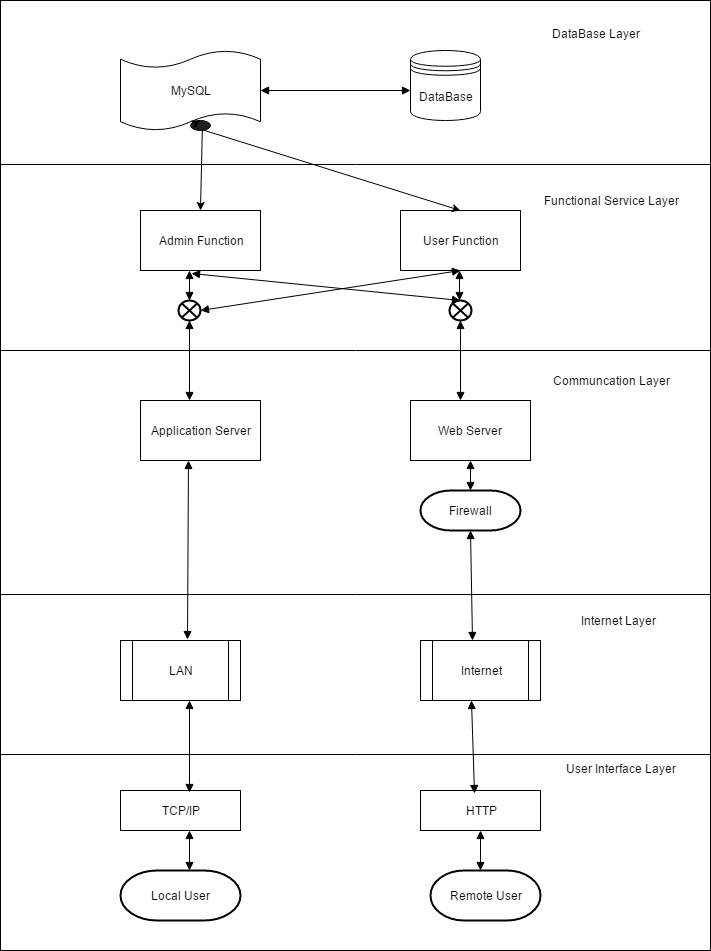 DataBase Layer
MySQL
DataBase
Functional Service Layer
Admin Function
User Function
Communcation Layer
Application Server
Web Server
Firewall
Internet Layer
LAN
Internet
User Interface Layer
TCP/IP
HTTP
Local User
Remote User